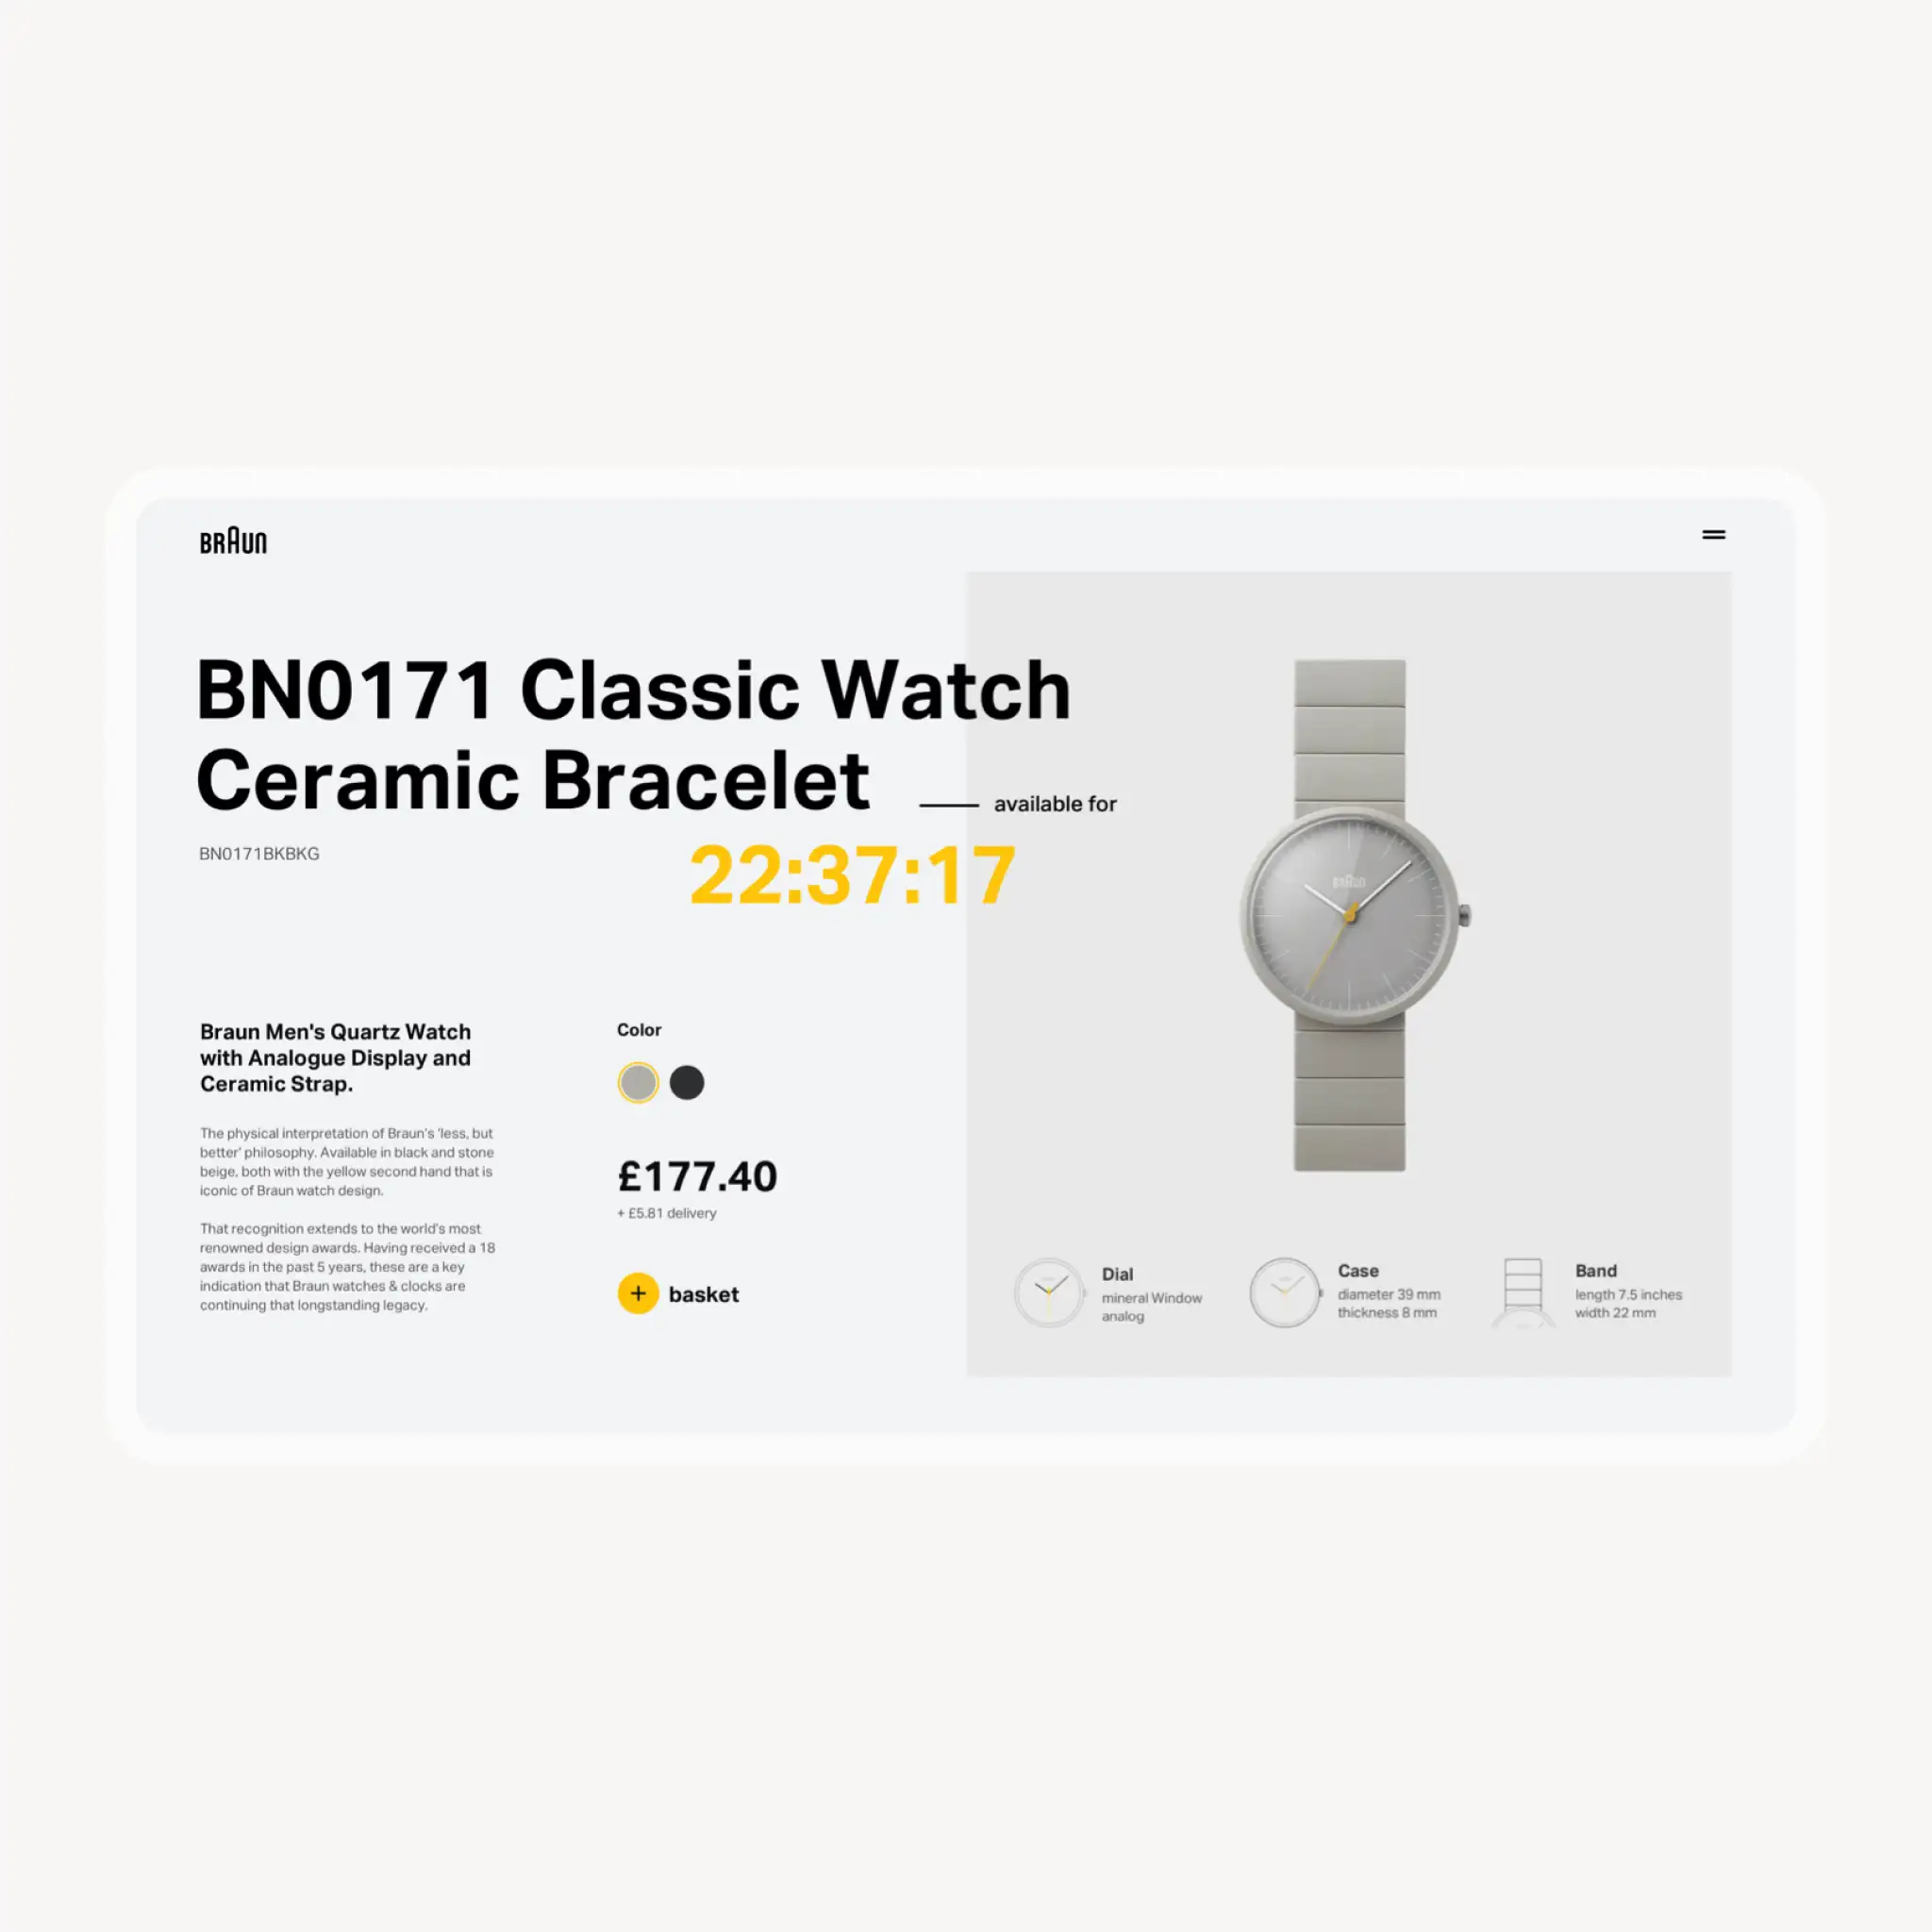 BRAUN
BN0171 Classic Watch
Ceramic Bracelet
available for
BN0171BKBKG
22:37:17
BRAUN
Braun Men's Quartz Watch
with Analogue Display and
Ceramic Strap.
The physical interpretation of Braun's 'less, but
better' philosophy. Available in black and stone
beige, both with the yellow second hand that is
iconic of Braun watch design.
That recognition extends to the world's most
renowned design awards. Having received a 18
awards in the past 5 years, these are a key
indication that Braun watches & clocks are
continuing that longstanding legacy.
Color
£177.40
+ £5.81 delivery
+ basket
Dial
mineral Window
analog
Case
diameter 39 mm
thickness 8 mm
Band
length 7.5 inches
width 22 mm